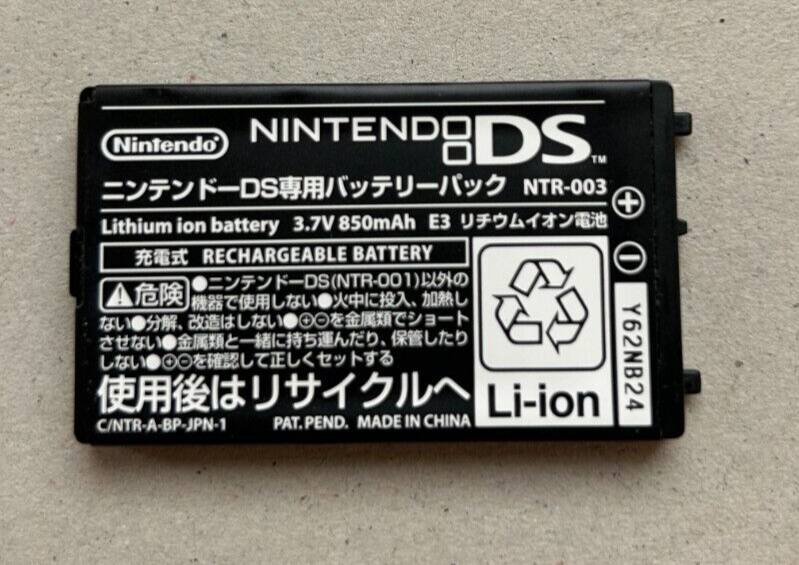 Nintendo NINTENDO DS™
ニンテンドーDS専用バッテリーパック NTR-003
Lithium ion battery 3.7V 850mAh E3 リチウムイオン電池
充電式 RECHARGEABLE BATTERY
⚠危険 ●ニンテンドーDS(NTR-001)以外の
機器で使用しない●火中に投入、加熱し
ない●分解、改造はしない●⊕⊖を金属類でショート
させない●金属類と一緒に持ち運んだり、保管したり
しない●⊕⊖を確認して正しくセットする
使用後はリサイクルへ
C/NTR-A-BP-JPN-1 PAT. PEND. MADE IN CHINA
Li-ion
⊕
⊖
Y62NB24